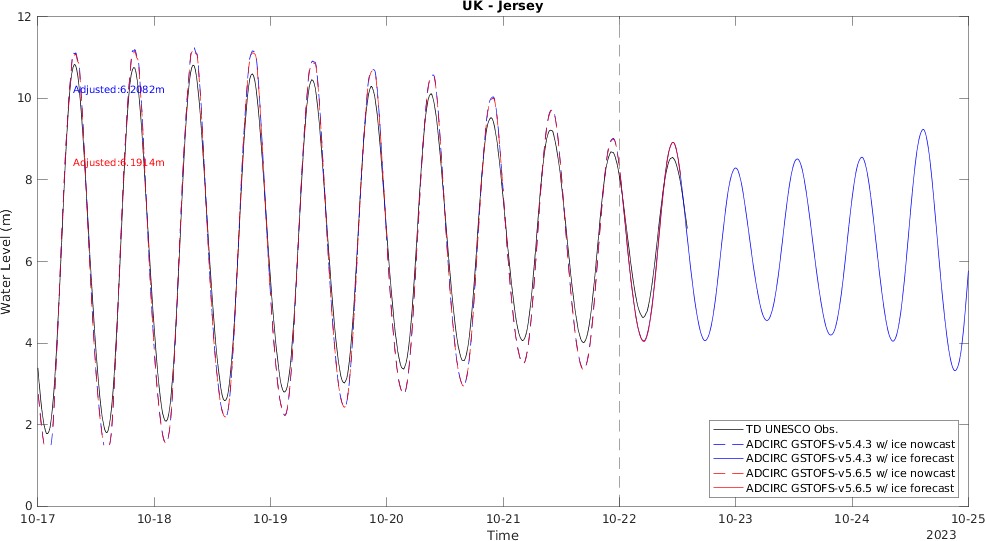 UK - Jersey
12
10
8
6
4
2
0
Water Level (m)
Adjusted:6.2082m
Adjusted:6.1914m
TD UNESCO Obs.
ADCIRC GSTOFS-v5.4.3 w/ ice nowcast
ADCIRC GSTOFS-v5.4.3 w/ ice forecast
ADCIRC GSTOFS-v5.6.5 w/ ice nowcast
ADCIRC GSTOFS-v5.6.5 w/ ice forecast
10-17 10-18 10-19 10-20 10-21 10-22 10-23 10-24 10-25
Time
2023